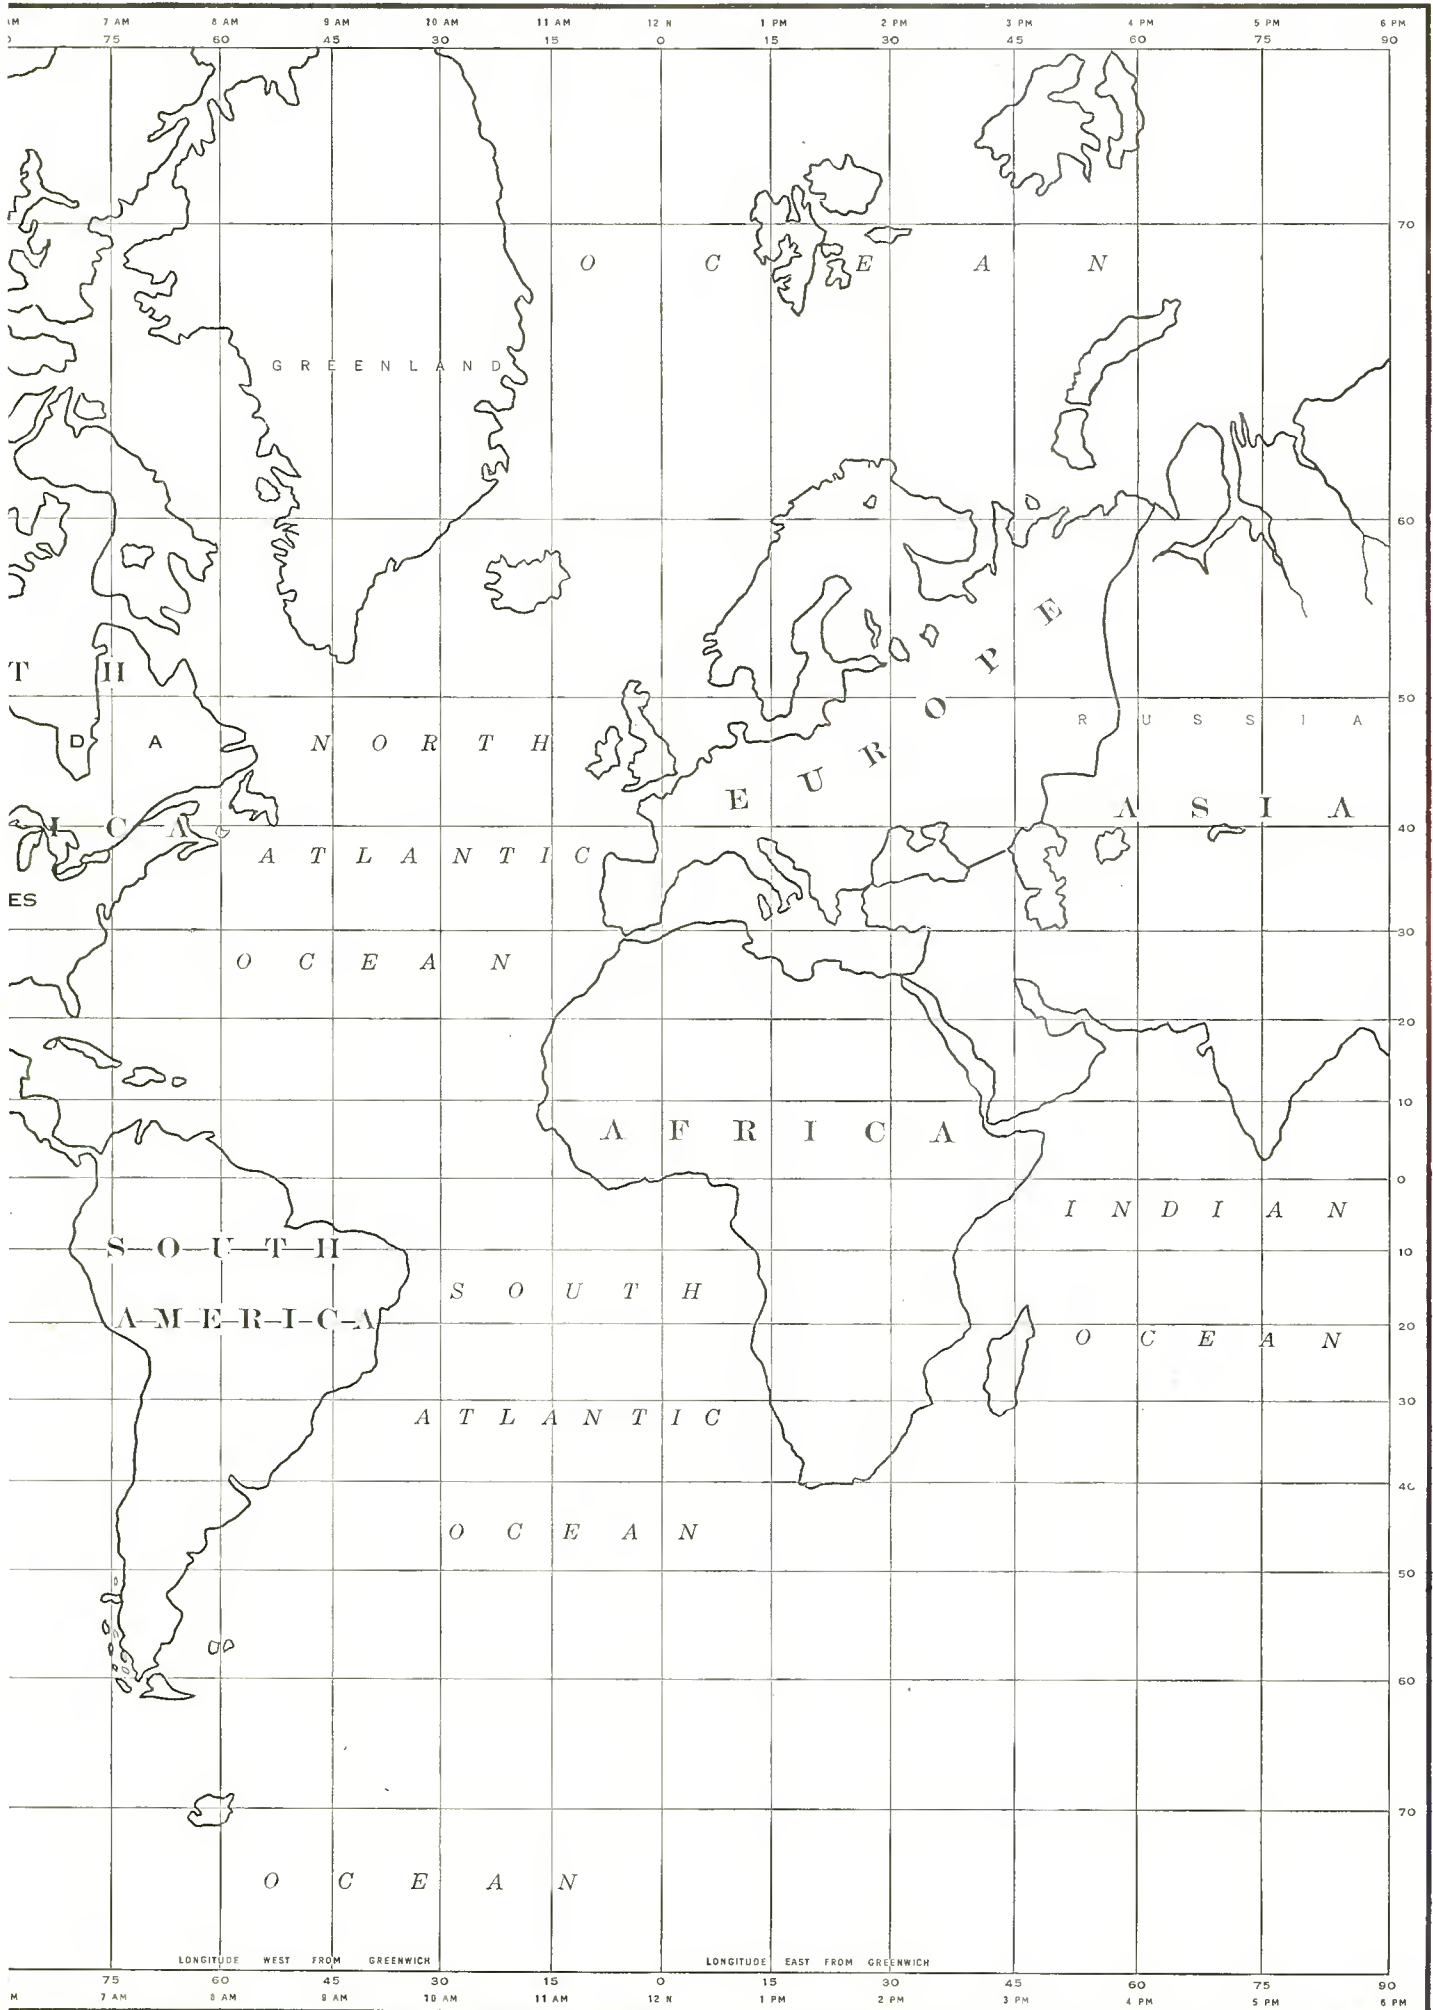 M 7 AM 8 AM 9 AM 10 AM 11 AM 12 N 1 PM 2 PM 3 PM 4 PM 5 PM 6 PM
75 60 45 30 15 0 15 30 45 60 75 90
70
O C E A N
GREENLAND
60
EUROPE
T H
50
RUSSIA
D A
NORTH
ASIA
ICA
40
ATLANTIC
ES
30
OCEAN
20
10
AFRICA
0
INDIAN
SOUTH
10
SOUTH
AMERICA
20
OCEAN
30
ATLANTIC
40
OCEAN
50
60
70
OCEAN
LONGITUDE WEST FROM GREENWICH LONGITUDE EAST FROM GREENWICH
75 60 45 30 15 0 15 30 45 60 75 90
M 7 AM 8 AM 9 AM 10 AM 11 AM 12 N 1 PM 2 PM 3 PM 4 PM 5 PM 6 PM